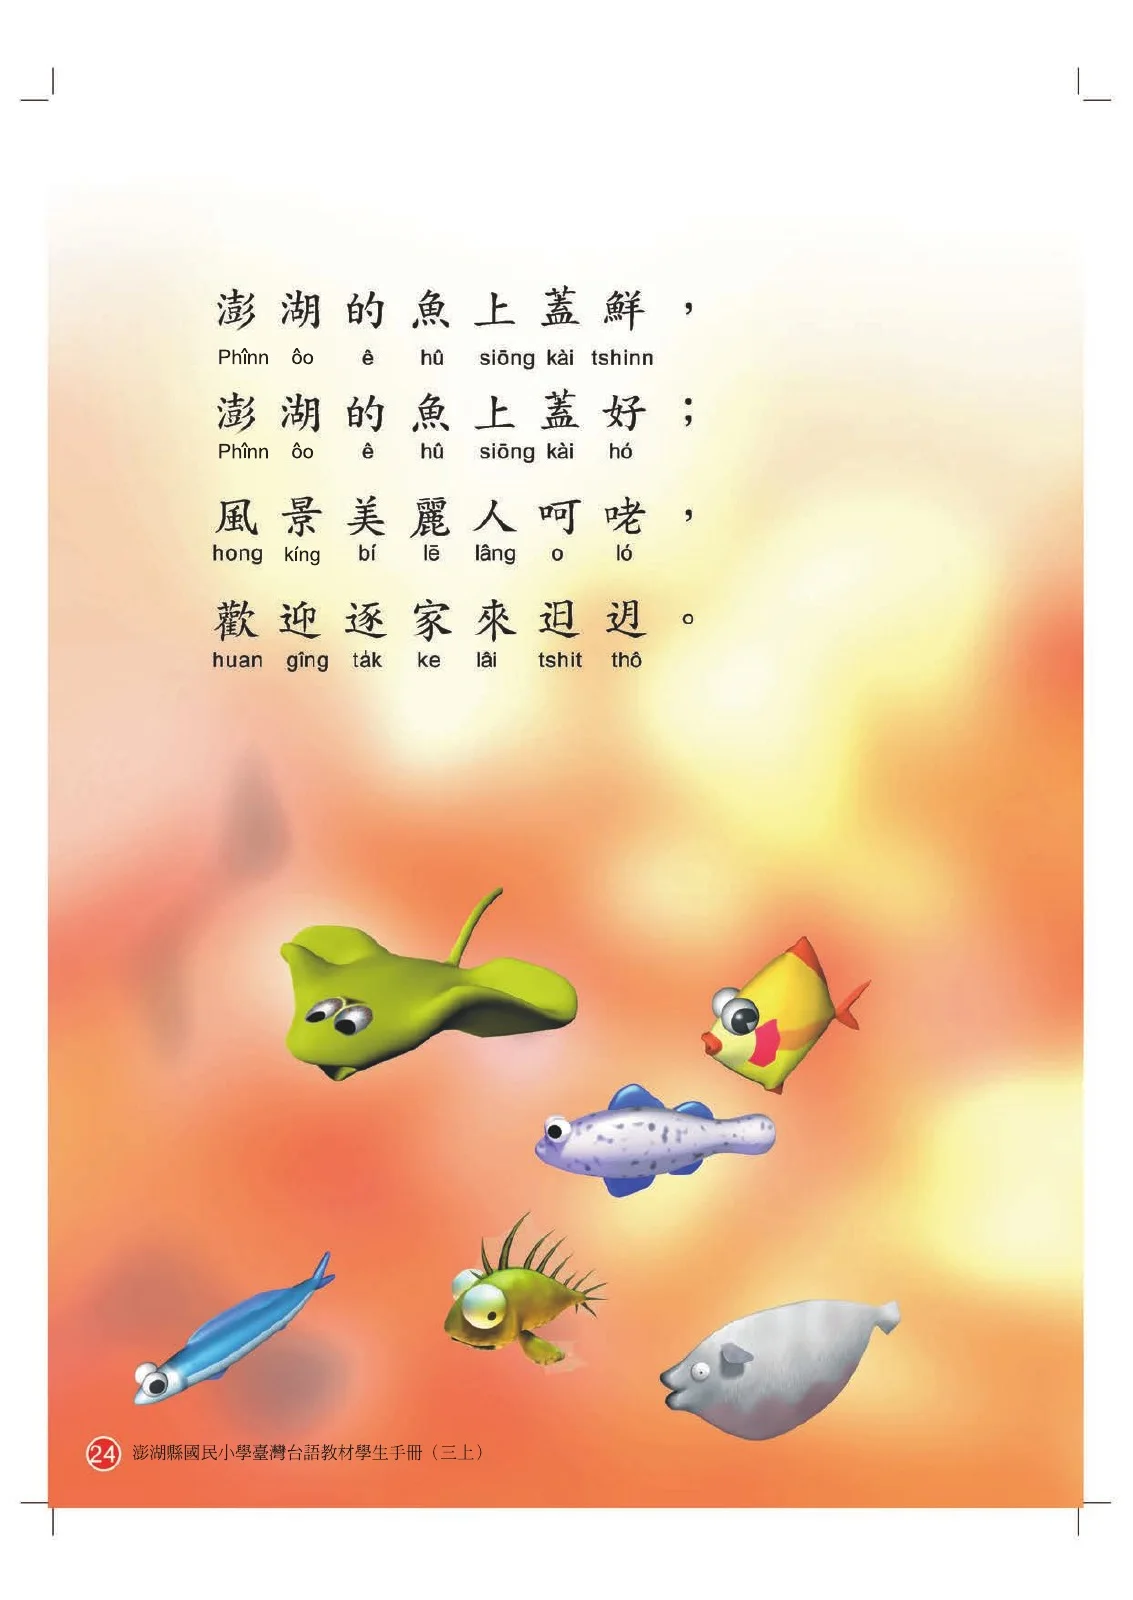 澎湖的魚上蓋鮮，
Phînn ôo ê hû siōng kài tshinn
澎湖的魚上蓋好；
Phînn ôo ê hû siōng kài hó
風景美麗人呵咾，
hong kíng bí lē lâng o ló
歡迎逐家來迌迌。
huan gîng ta̍k ke lâi tshit thô
24 澎湖縣國民小學臺灣台語教材學生手冊（三上）